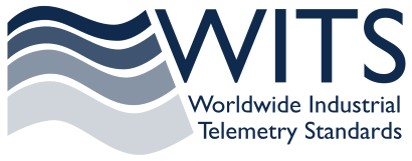 WITS
Worldwide Industrial
Telemetry Standards